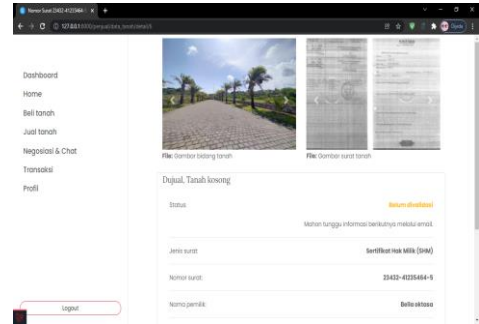 Nomor Surat 23432-41235464-
127.0.0.1:8000/penjual/data_tanah/detail/5
Dashboard
Home
Beli tanah
Jual tanah
Negosiasi & Chat
Transaksi
Profil
Logout
File: Gambar bidang tanah
File: Gambar surat tanah
Dujual, Tanah kosong
Status
Belum divalidasi
Mohon tunggu informasi berikutnya melalui email.
Jenis surat
Sertifikat Hak Milik (SHM)
Nomor surat
23432-41235464-5
Nama pemilik
Bella oktasa